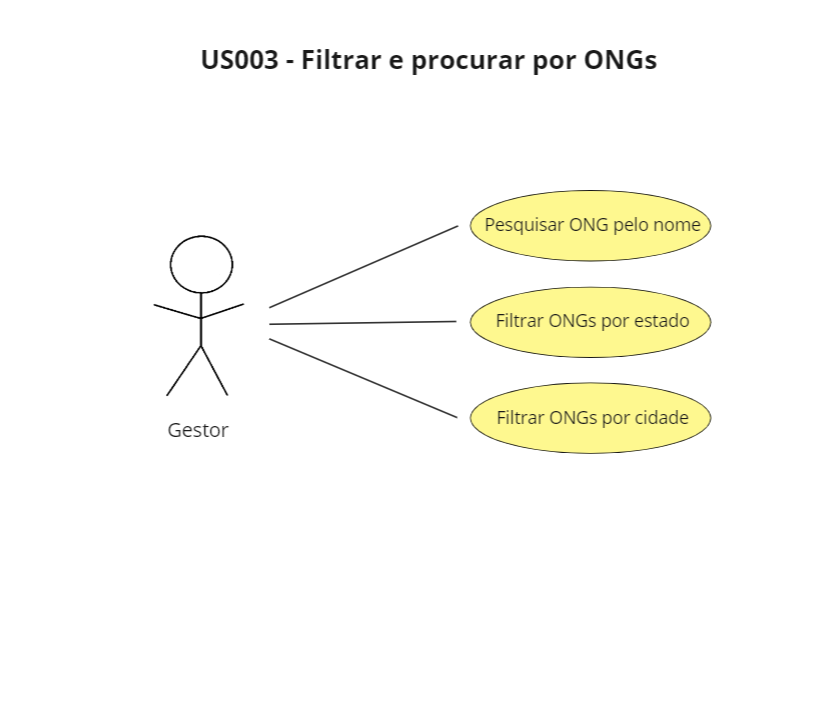 US003 - Filtrar e procurar por ONGs
Pesquisar ONG pelo nome
Filtrar ONGs por estado
Filtrar ONGs por cidade
Gestor